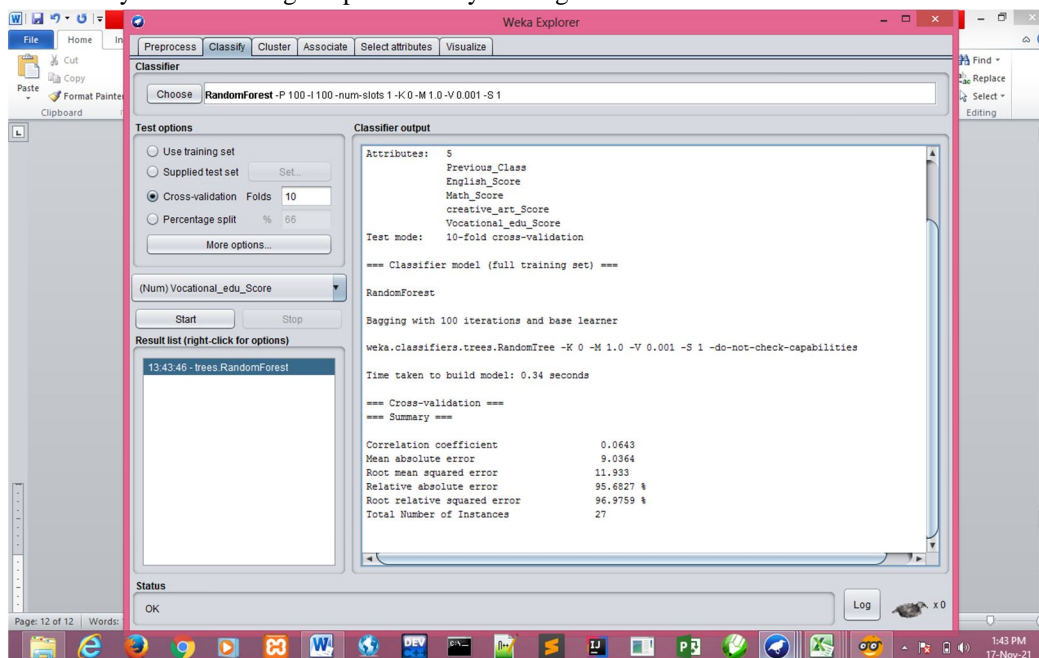 Weka Explorer
File
Home
In
Cut
Copy
Paste
Format Painter
Clipboard
Find
Replace
Select
Editing
Preprocess Classify Cluster Associate Select attributes Visualize
Classifier
Choose RandomForest -P 100 -I 100 -num-slots 1 -K 0 -M 1.0 -V 0.001 -S 1
Test options
Use training set
Supplied test set Set...
Cross-validation Folds 10
Percentage split % 66
More options...
(Num) Vocational_edu_Score
Start Stop
Result list (right-click for options)
13:43:46 - trees.RandomForest
Classifier output
Attributes: 5
Previous_Class
English_Score
Math_Score
creative_art_Score
Vocational_edu_Score
Test mode: 10-fold cross-validation
=== Classifier model (full training set) ===
RandomForest
Bagging with 100 iterations and base learner
weka.classifiers.trees.RandomTree -K 0 -M 1.0 -V 0.001 -S 1 -do-not-check-capabilities
Time taken to build model: 0.34 seconds
=== Cross-validation ===
=== Summary ===
Correlation coefficient 0.0643
Mean absolute error 9.0364
Root mean squared error 11.933
Relative absolute error 95.6827 %
Root relative squared error 96.9759 %
Total Number of Instances 27
Status
OK
Log
x 0
Page: 12 of 12 Words:
DEV
1:43 PM
17-Nov-21